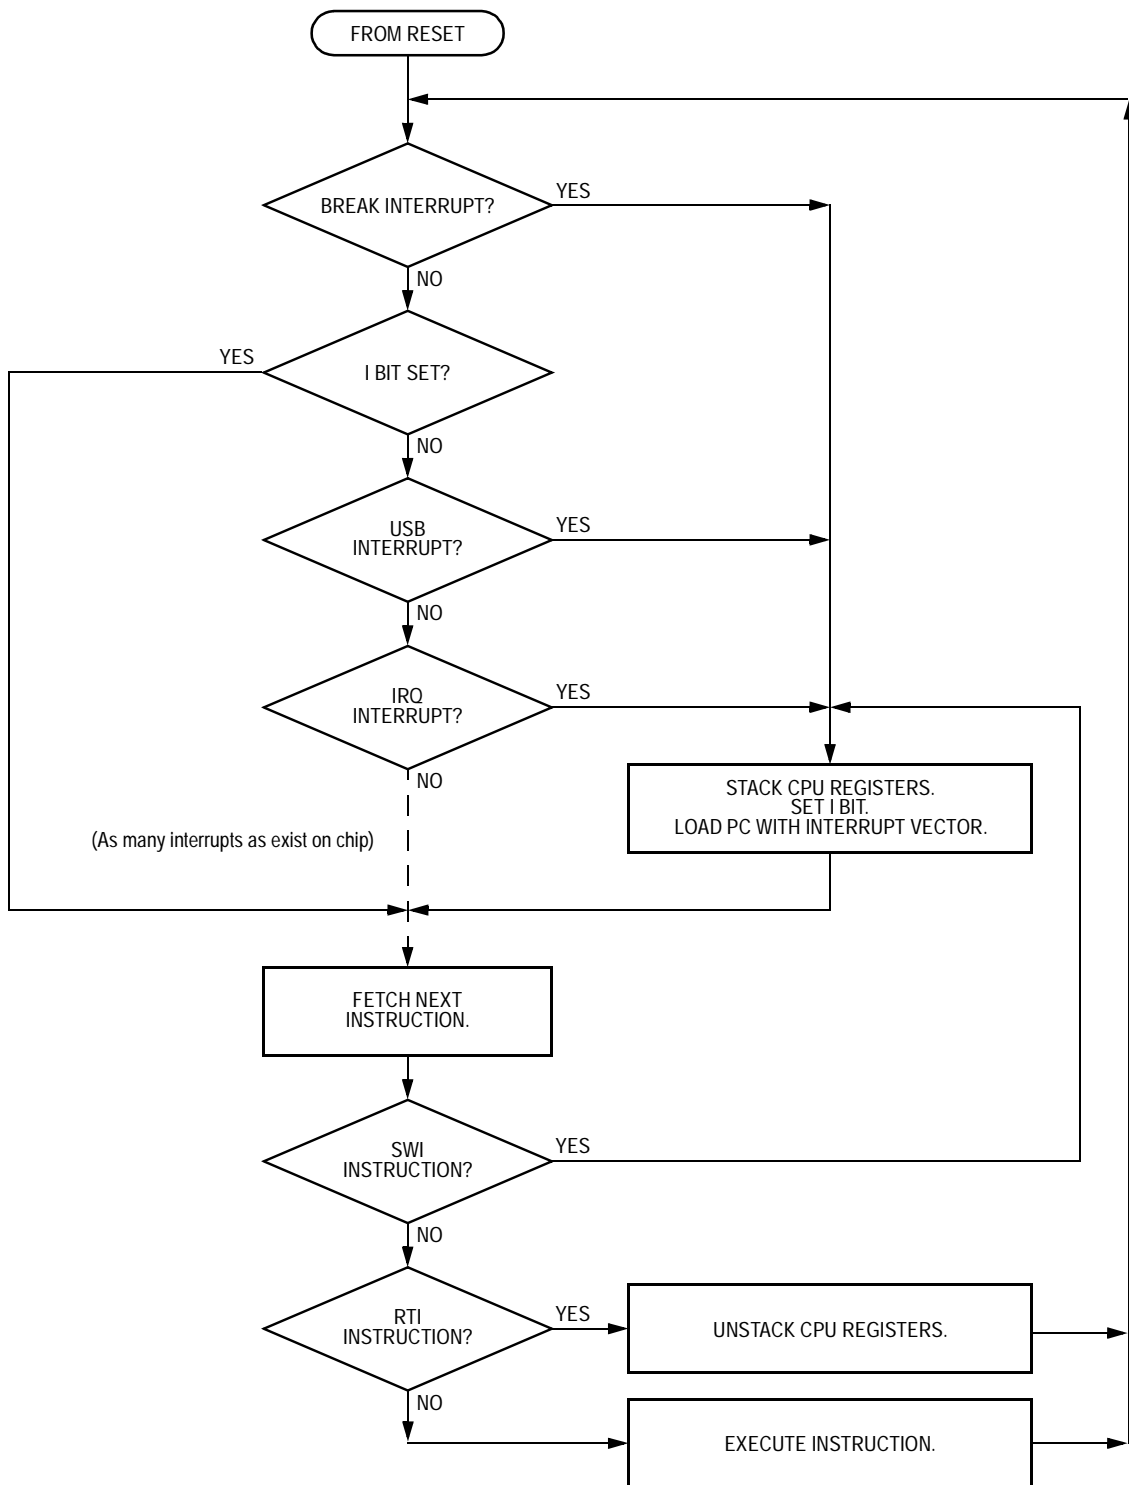 FROM RESET
BREAK INTERRUPT?
YES
NO
I BIT SET?
YES
NO
USB
INTERRUPT?
YES
NO
IRQ
INTERRUPT?
YES
NO
STACK CPU REGISTERS.
SET I BIT.
LOAD PC WITH INTERRUPT VECTOR.
(As many interrupts as exist on chip)
FETCH NEXT
INSTRUCTION.
SWI
INSTRUCTION?
YES
NO
RTI
INSTRUCTION?
YES
UNSTACK CPU REGISTERS.
NO
EXECUTE INSTRUCTION.